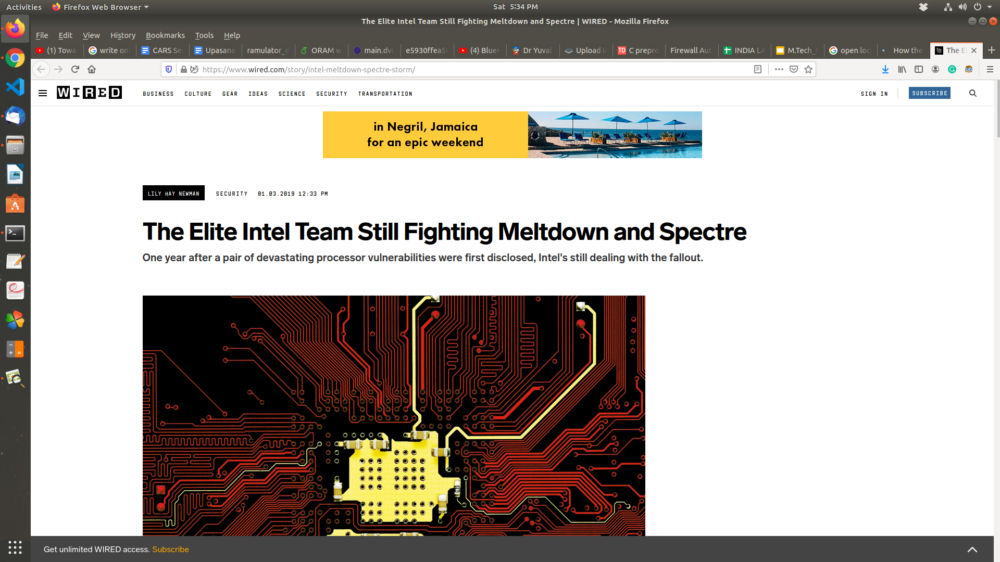 Activities Firefox Web Browser Sat 5:34 PM
The Elite Intel Team Still Fighting Meltdown and Spectre | WIRED - Mozilla Firefox
File Edit View History Bookmarks Tools Help
(1) Towa write on CARS Se Upasana ramulator_d ORAM w main.dvi e5930ffea5 (4) Blue Dr Yuval Upload I C prepro Firewall Aut INDIA LA M.Tech_S open loc How the The El
https://www.wired.com/story/intel-meltdown-spectre-storm/
WIRED BUSINESS CULTURE GEAR IDEAS SCIENCE SECURITY TRANSPORTATION SIGN IN SUBSCRIBE
in Negril, Jamaica
for an epic weekend
LILY HAY NEWMAN SECURITY 01.03.2019 12:33 PM
The Elite Intel Team Still Fighting Meltdown and Spectre
One year after a pair of devastating processor vulnerabilities were first disclosed, Intel's still dealing with the fallout.
Get unlimited WIRED access. Subscribe